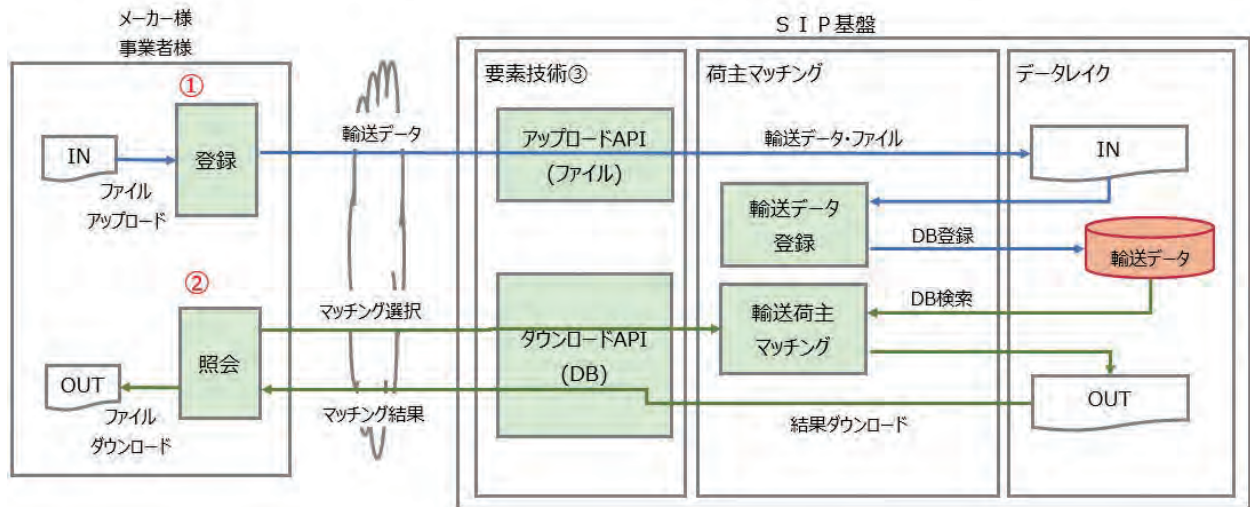 メーカー様
事業者様
①
IN
ファイル
アップロード
登録
②
OUT
ファイル
ダウンロード
照会
輸送データ
マッチング選択
マッチング結果
ＳＩＰ基盤
要素技術③
アップロードAPI
(ファイル)
ダウンロードAPI
(DB)
荷主マッチング
輸送データ・ファイル
輸送データ
登録
DB登録
DB検索
輸送荷主
マッチング
結果ダウンロード
データレイク
IN
輸送データ
OUT